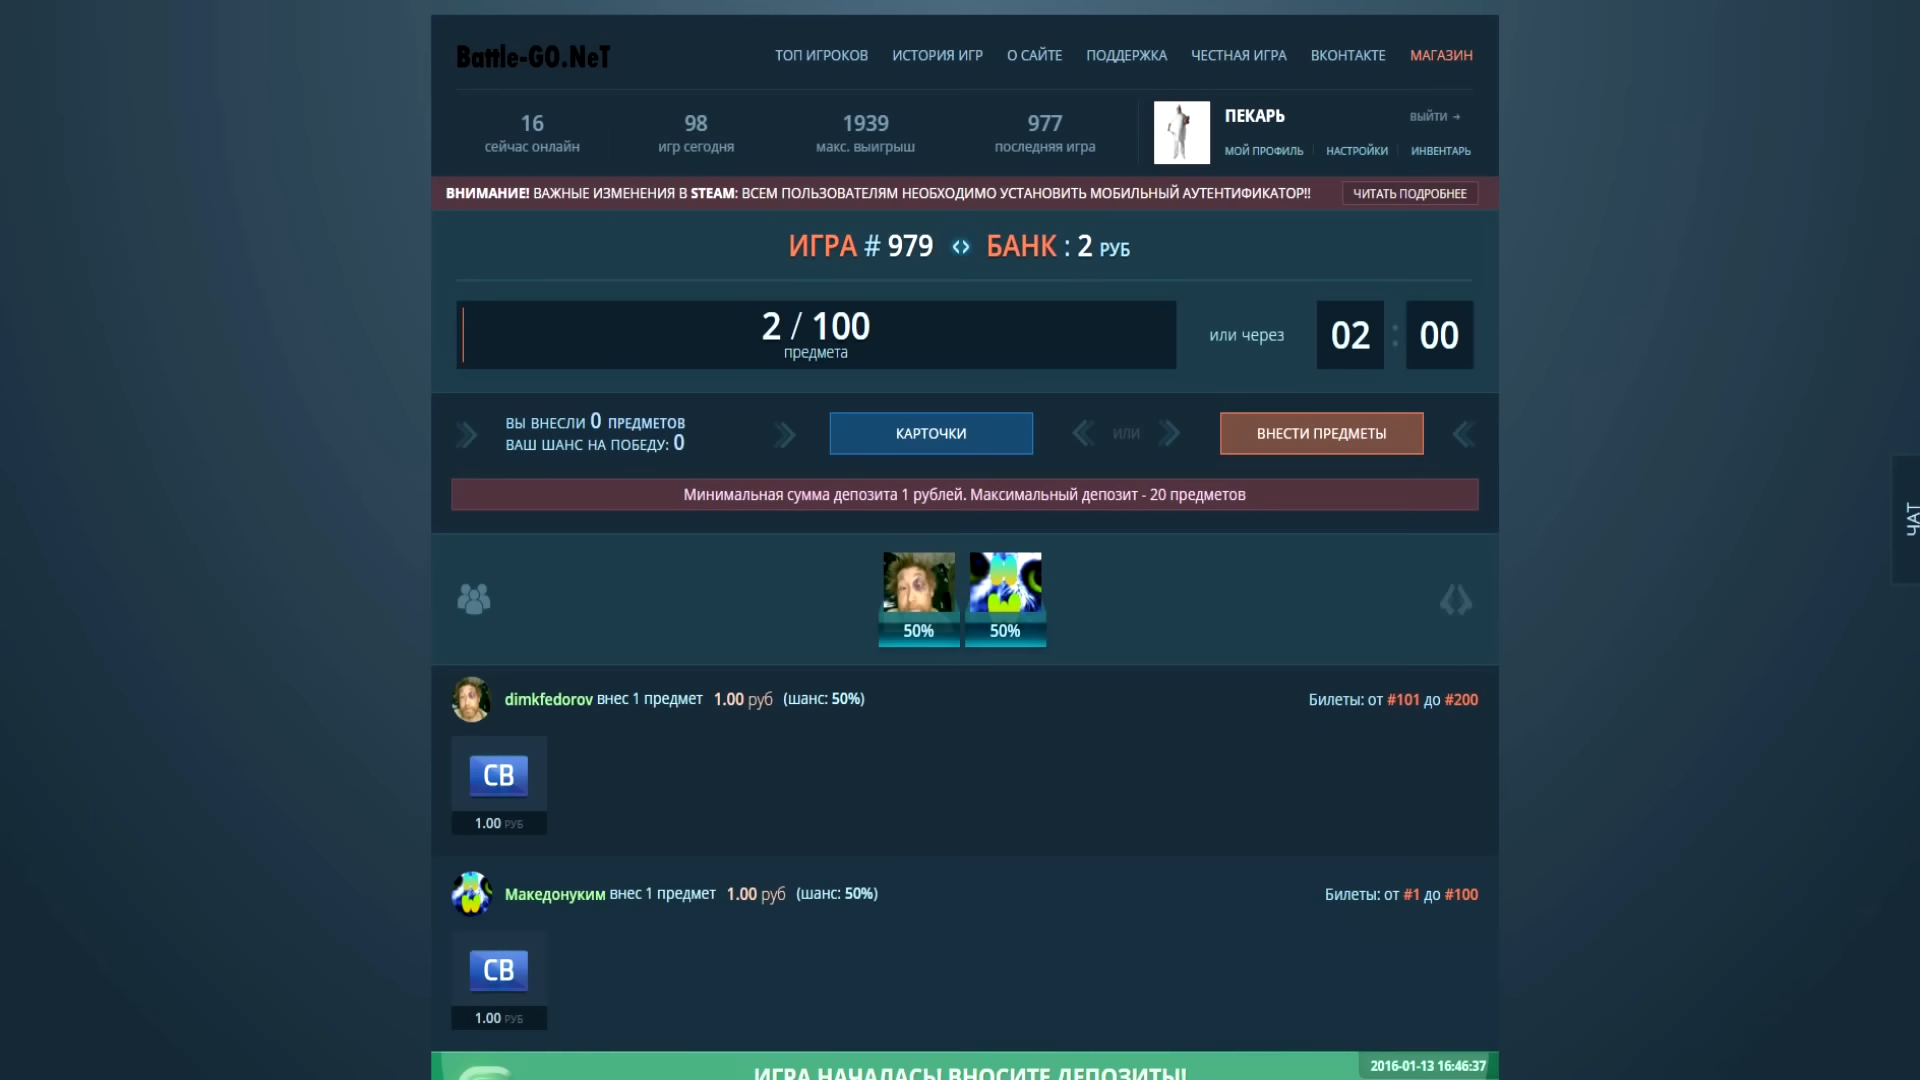 Battle-GO.NeT
ТОП ИГРОКОВ ИСТОРИЯ ИГР О САЙТЕ ПОДДЕРЖКА ЧЕСТНАЯ ИГРА ВКОНТАКТЕ МАГАЗИН
16 98 1939 977
сейчас онлайн игр сегодня макс. выигрыш последняя игра
ПЕКАРЬ ВЫЙТИ →
МОЙ ПРОФИЛЬ НАСТРОЙКИ ИНВЕНТАРЬ
ВНИМАНИЕ! ВАЖНЫЕ ИЗМЕНЕНИЯ В STEAM: ВСЕМ ПОЛЬЗОВАТЕЛЯМ НЕОБХОДИМО УСТАНОВИТЬ МОБИЛЬНЫЙ АУТЕНТИФИКАТОР!! ЧИТАТЬ ПОДРОБНЕЕ
ИГРА # 979 <> БАНК : 2 РУБ
2 / 100
предмета
или через 02 : 00
ВЫ ВНЕСЛИ 0 ПРЕДМЕТОВ
ВАШ ШАНС НА ПОБЕДУ: 0
КАРТОЧКИ ИЛИ ВНЕСТИ ПРЕДМЕТЫ
Минимальная сумма депозита 1 рублей. Максимальный депозит - 20 предметов
ЧАТ
50% 50%
dimkfedorov внес 1 предмет 1.00 руб (шанс: 50%) Билеты: от #101 до #200
CB
1.00 РУБ
Македонуким внес 1 предмет 1.00 руб (шанс: 50%) Билеты: от #1 до #100
CB
1.00 РУБ
ИГРА НАЧАЛАСЬ! ВНОСИТЕ ДЕПОЗИТЫ! 2016-01-13 16:46:37